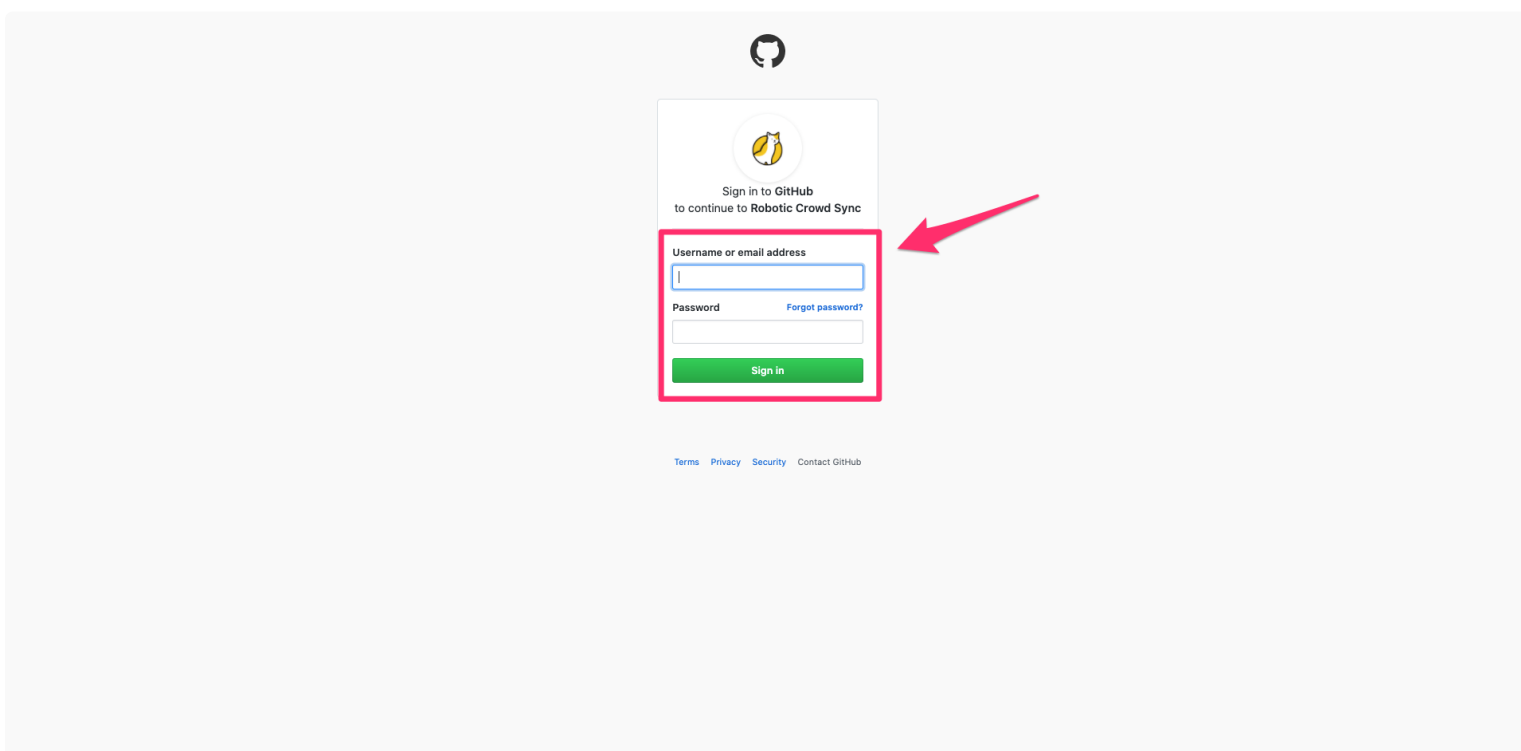 Sign in to GitHub
to continue to Robotic Crowd Sync
Username or email address
Password Forgot password?
Sign in
Terms Privacy Security Contact GitHub